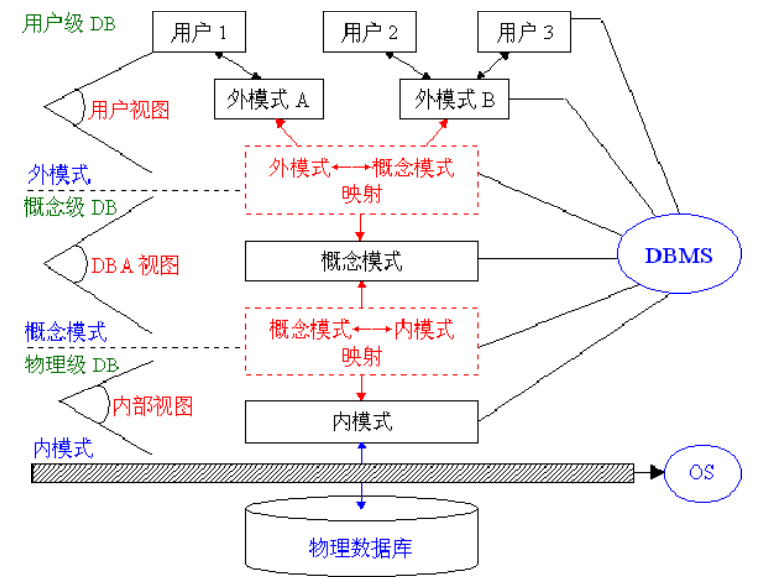 用户级 DB
用户 1
用户 2
用户 3
外模式 A
外模式 B
用户视图
外模式←→概念模式
映射
外模式
概念级 DB
DBA 视图
概念模式
DBMS
概念模式
概念模式←→内模式
映射
物理级 DB
内部视图
内模式
内模式
OS
物理数据库